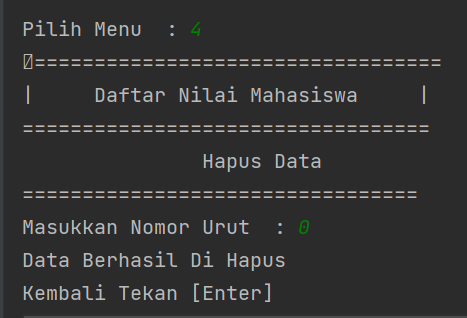 Pilih Menu  : 4
==================================
|     Daftar Nilai Mahasiswa     |
==================================
               Hapus Data
=================================
Masukkan Nomor Urut  : 0
Data Berhasil Di Hapus
Kembali Tekan [Enter]